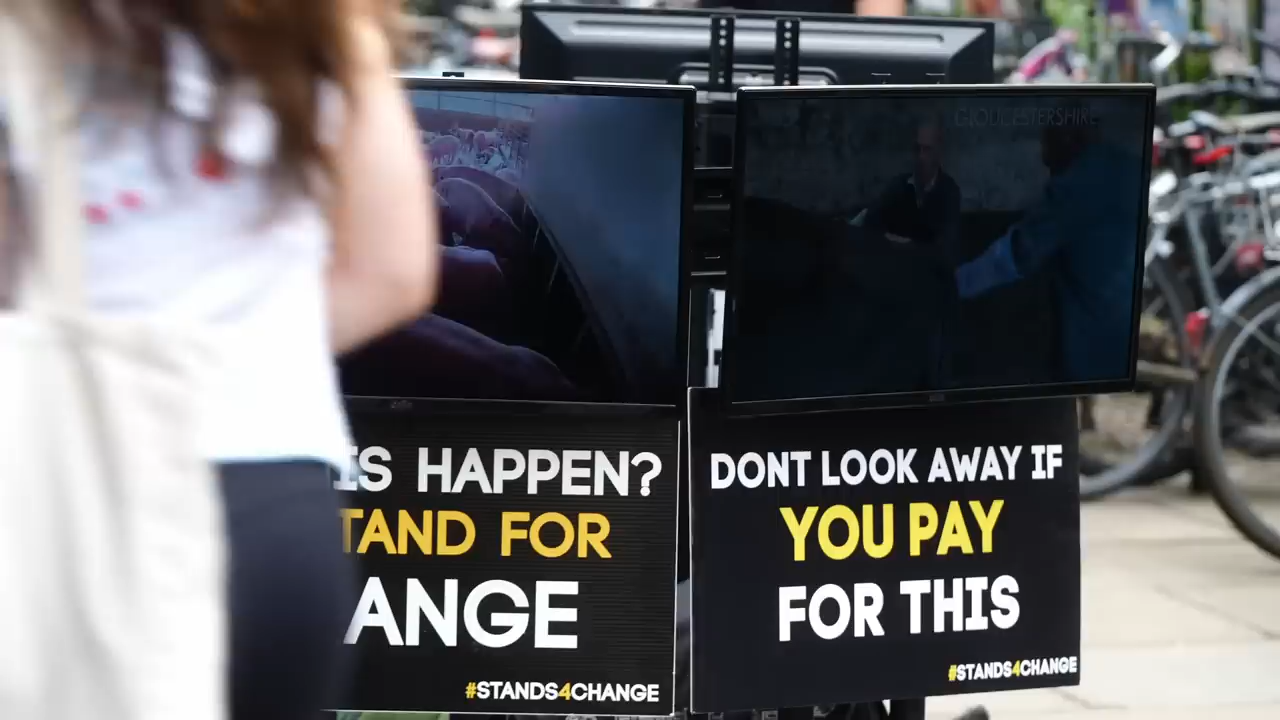 GLOUCESTERSHIRE
IS HAPPEN?
TAND FOR
ANGE
#STANDS4CHANGE
DONT LOOK AWAY IF
YOU PAY
FOR THIS
#STANDS4CHANGE